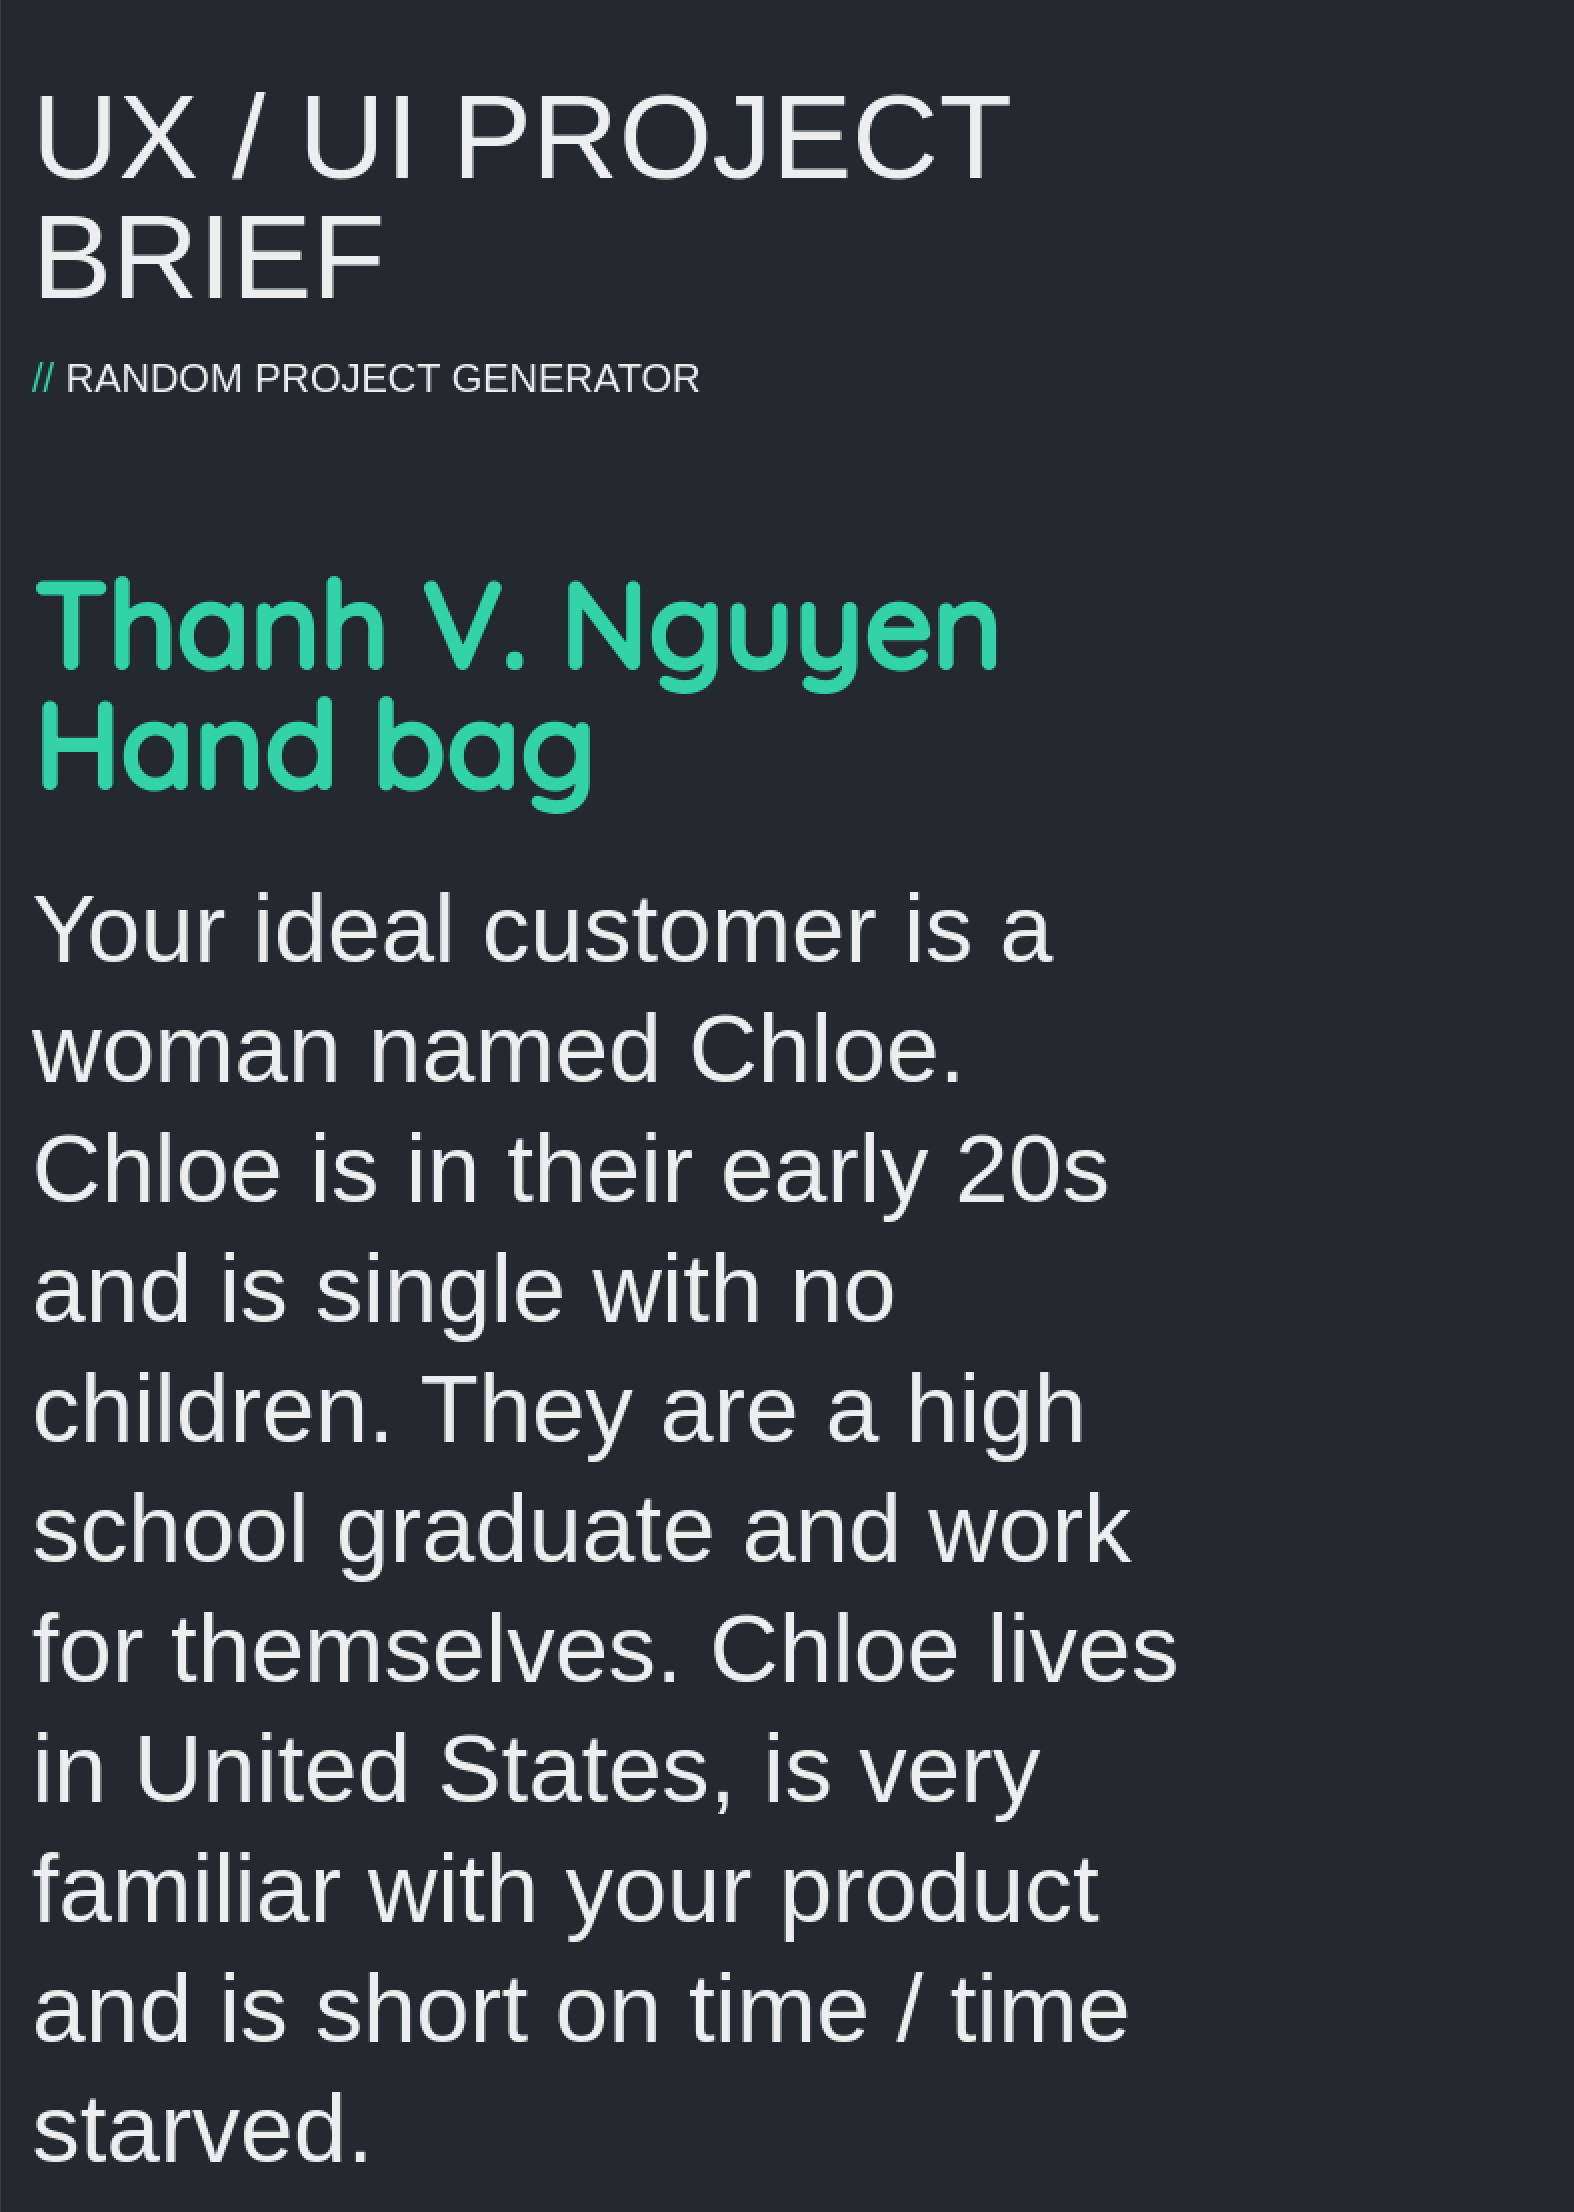 UX / UI PROJECT
BRIEF
// RANDOM PROJECT GENERATOR
Thanh V. Nguyen
Hand bag
Your ideal customer is a
woman named Chloe.
Chloe is in their early 20s
and is single with no
children. They are a high
school graduate and work
for themselves. Chloe lives
in United States, is very
familiar with your product
and is short on time / time
starved.